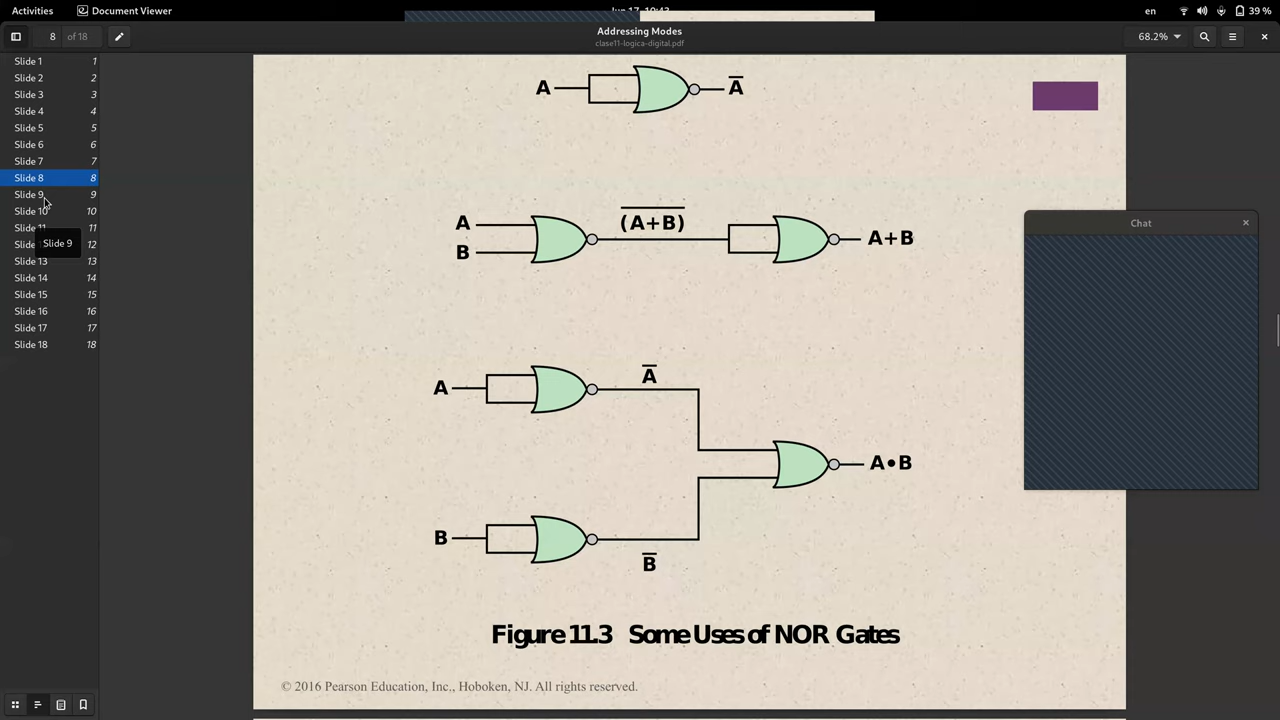 Activities Document Viewer en 39 %
8 of 18 Addressing Modes 68.2%
clase11-logica-digital.pdf
Slide 1 1
Slide 2 2
Slide 3 3
Slide 4 4
Slide 5 5
Slide 6 6
Slide 7 7
Slide 8 8
Slide 9 9
Slide 10 10
11
12
Slide 9
Slide 13 13
Slide 14 14
Slide 15 15
Slide 16 16
Slide 17 17
Slide 18 18
A A̅
A
B
(A+B)
A+B
A A̅
A•B
B B̅
Figure 11.3 Some Uses of NOR Gates
© 2016 Pearson Education, Inc., Hoboken, NJ. All rights reserved.
Chat